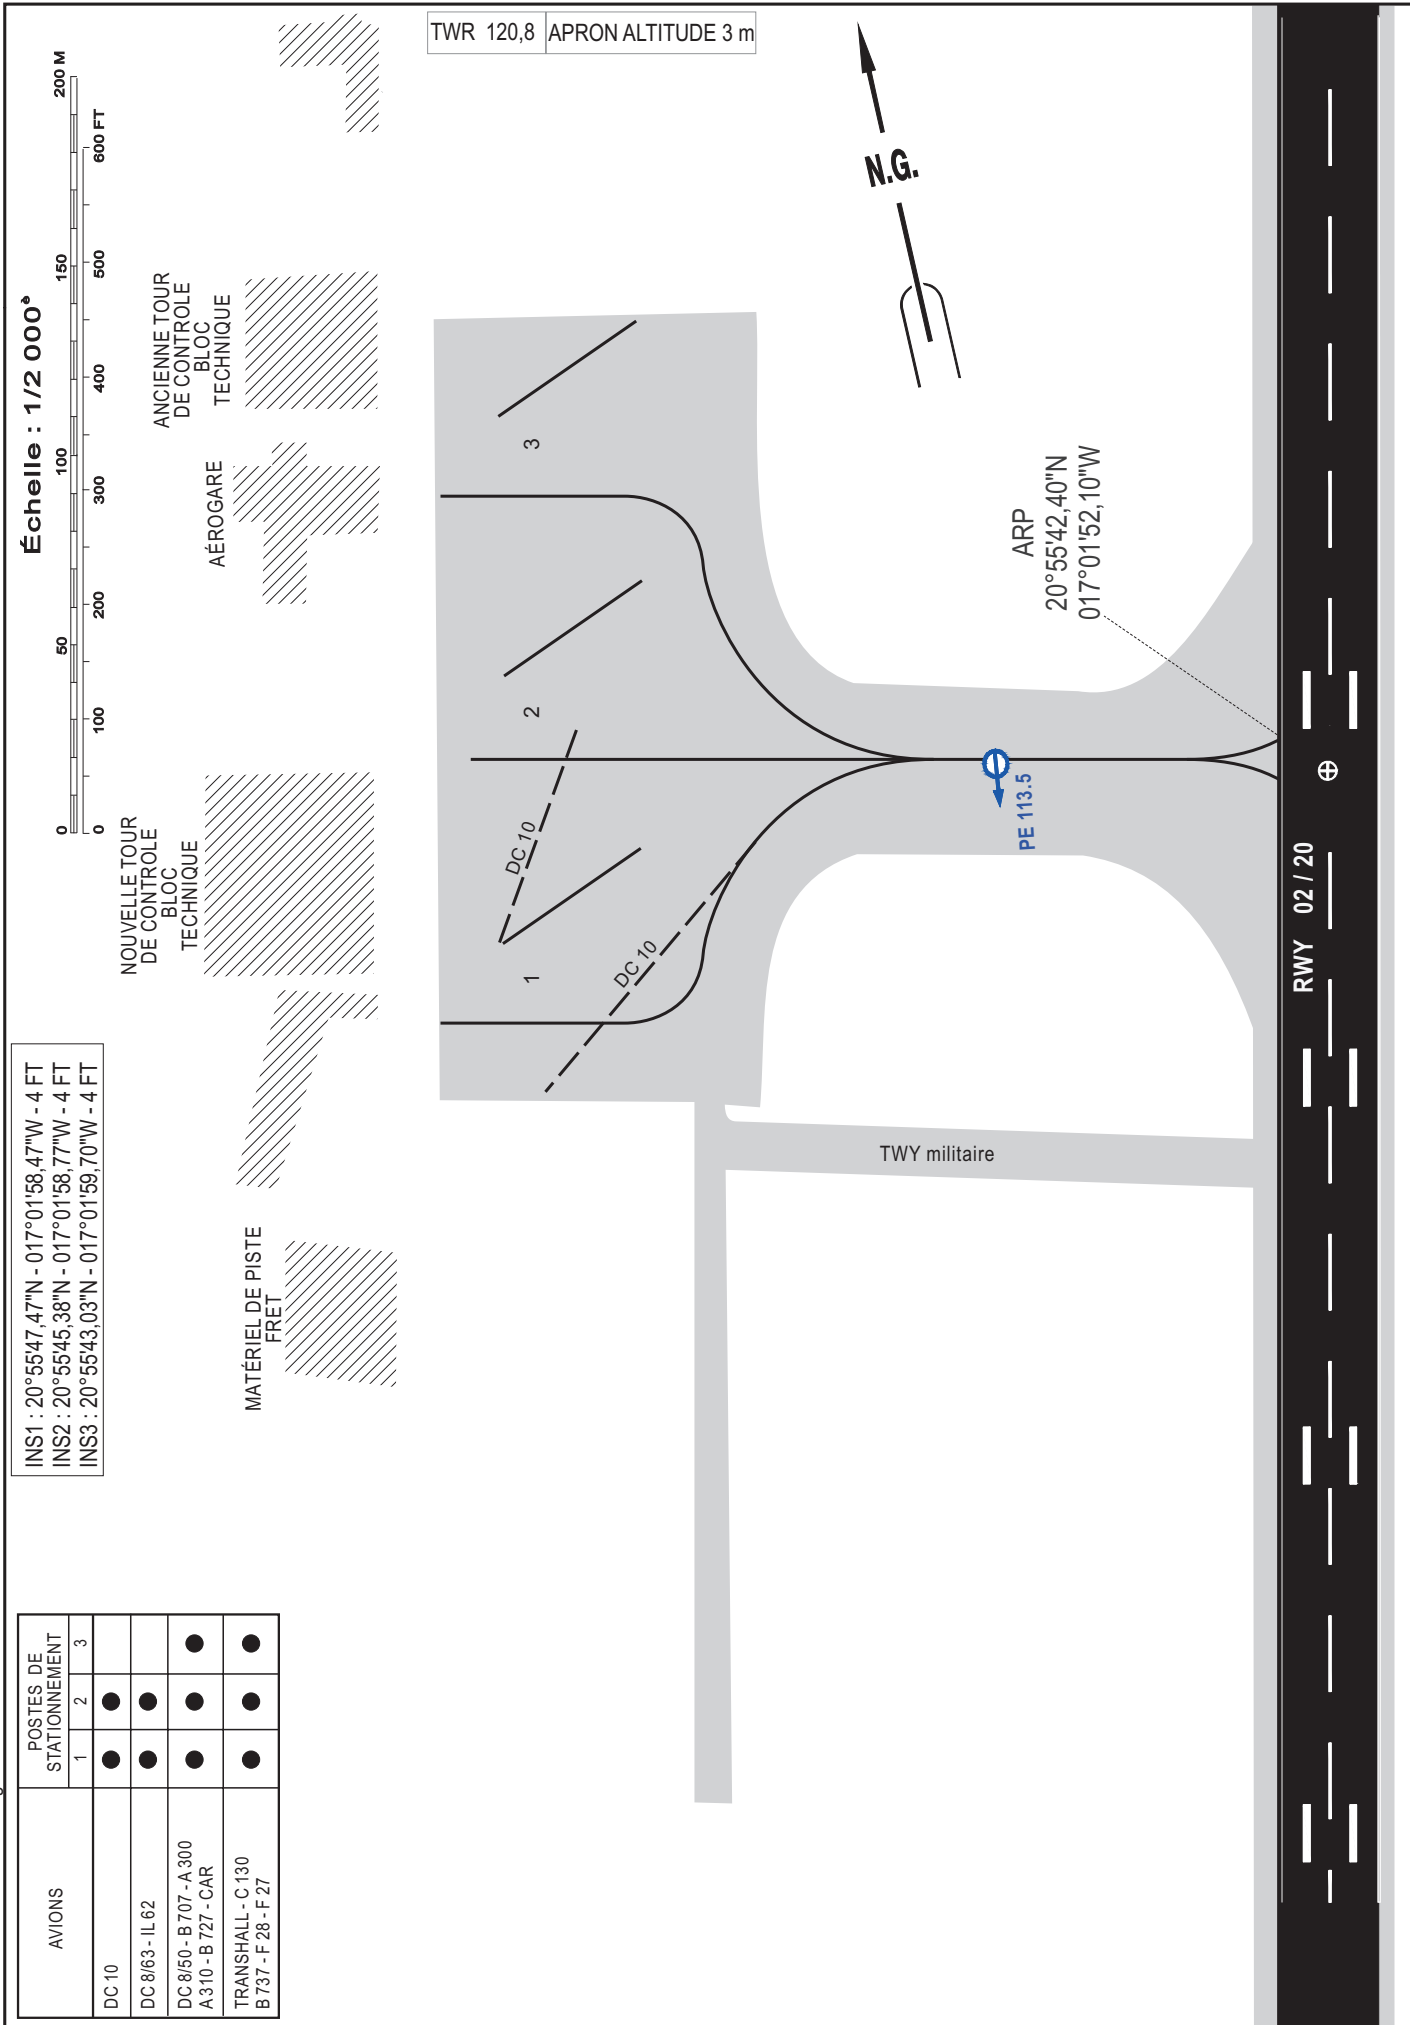 TWR 120,8
APRON ALTITUDE 3 m
Échelle : 1/2 000è
0 50 100 150 200 M
0 100 200 300 400 500 600 FT
N.G.
ANCIENNE TOUR
DE CONTROLE
BLOC
TECHNIQUE
AÉROGARE
NOUVELLE TOUR
DE CONTROLE
BLOC
TECHNIQUE
MATÉRIEL DE PISTE
FRET
3
2
1
DC 10
DC 10
PE 113.5
ARP
20°55'42,40"N
017°01'52,10"W
RWY 02 / 20
TWY militaire
INS1 : 20°55'47,47"N - 017°01'58,47"W - 4 FT
INS2 : 20°55'45,38"N - 017°01'58,77"W - 4 FT
INS3 : 20°55'43,03"N - 017°01'59,70"W - 4 FT
AVIONS
POSTES DE
STATIONNEMENT
1 2 3
DC 10
DC 8/63 - IL 62
DC 8/50 - B 707 - A 300
A 310 - B 727 - CAR
TRANSHALL - C 130
B 737 - F 28 - F 27